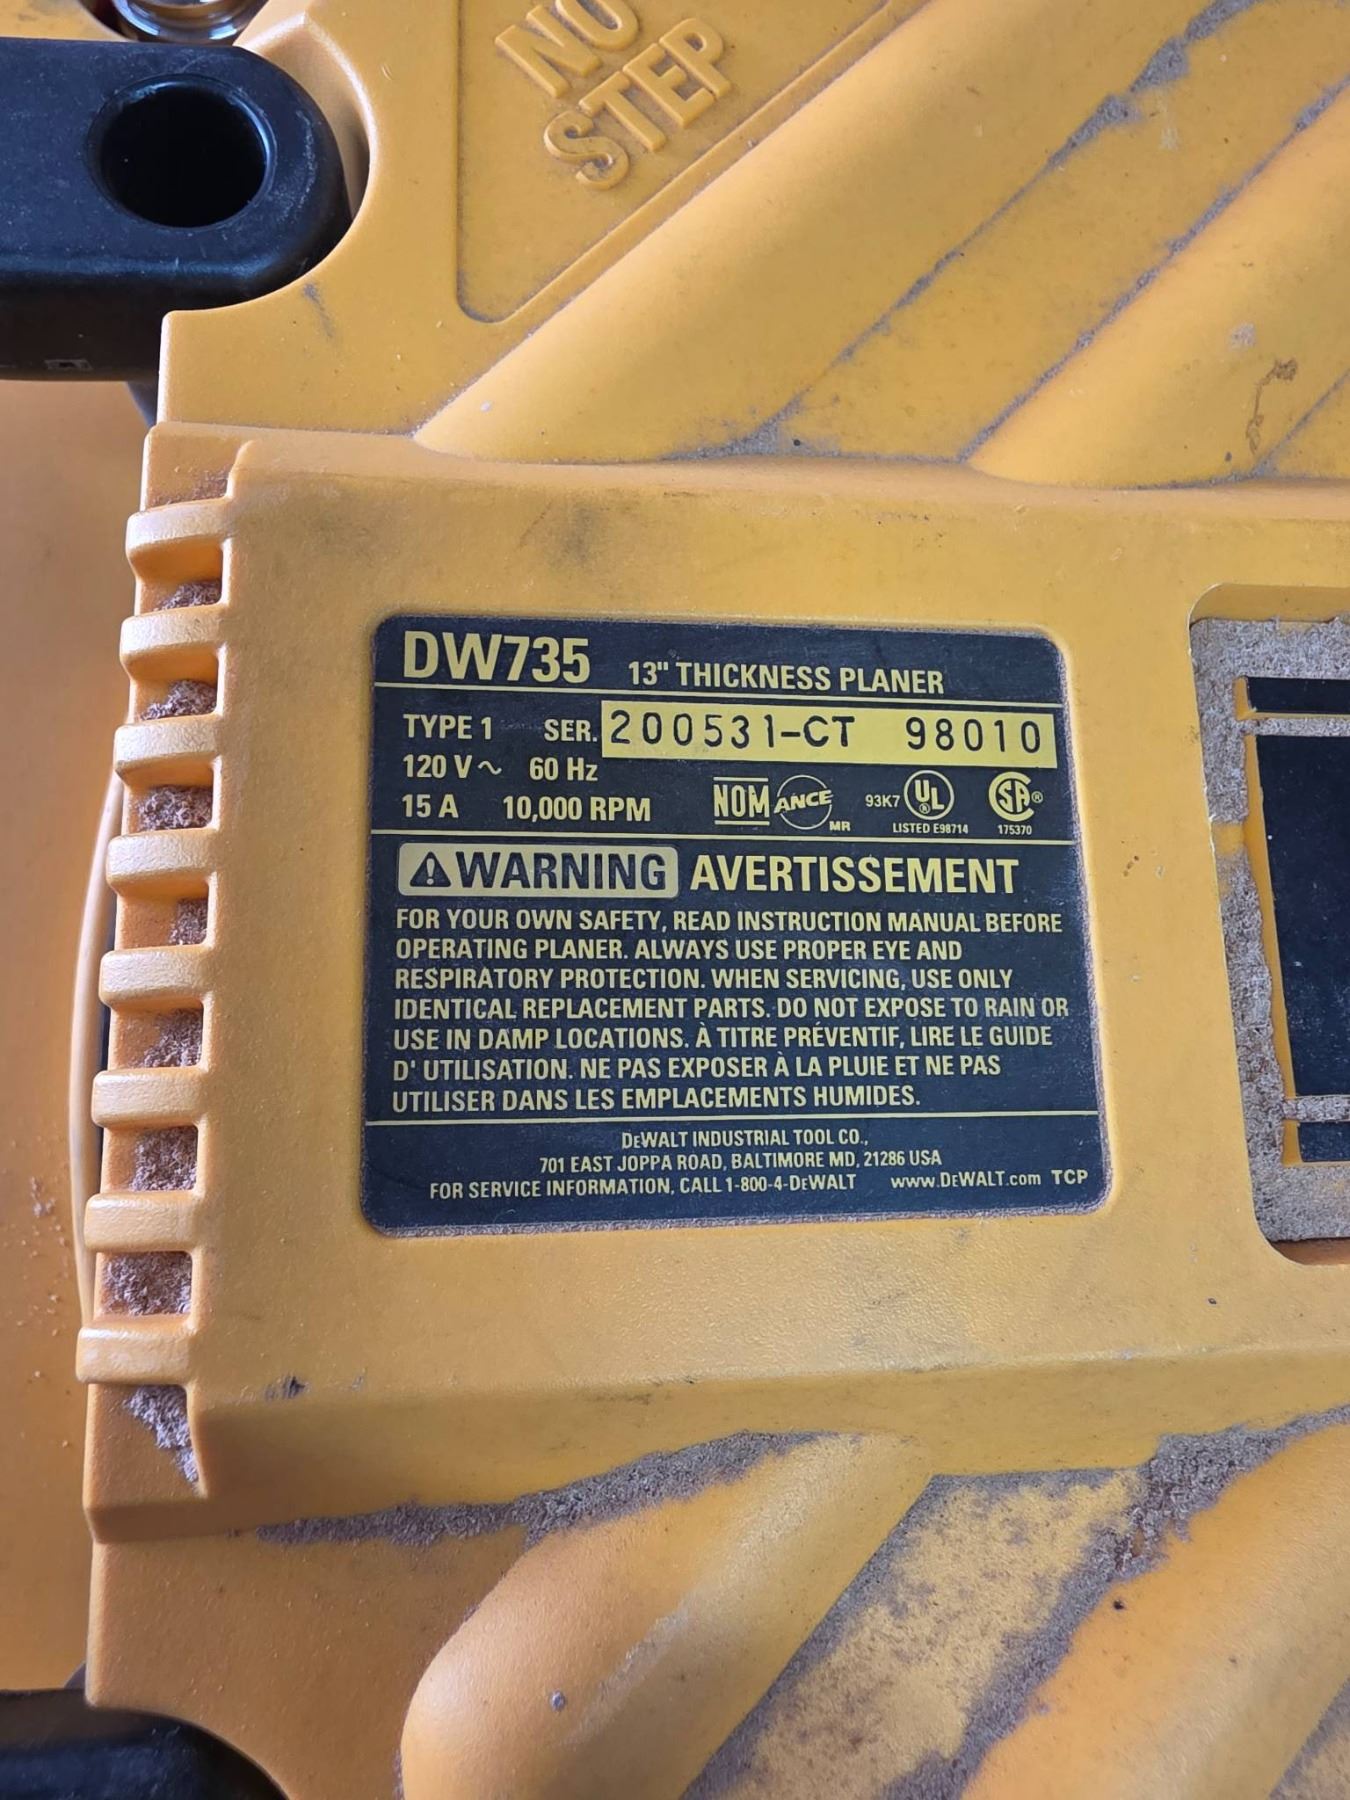 NO
STEP
DW735 13" THICKNESS PLANER
TYPE 1 SER. 200531-CT 98010
120 V ~ 60 Hz
15 A 10,000 RPM NOM ANCE MR 93K7 UL LISTED E98714 SA ® 175370
⚠WARNING AVERTISSEMENT
FOR YOUR OWN SAFETY, READ INSTRUCTION MANUAL BEFORE
OPERATING PLANER. ALWAYS USE PROPER EYE AND
RESPIRATORY PROTECTION. WHEN SERVICING, USE ONLY
IDENTICAL REPLACEMENT PARTS. DO NOT EXPOSE TO RAIN OR
USE IN DAMP LOCATIONS. À TITRE PRÉVENTIF, LIRE LE GUIDE
D' UTILISATION. NE PAS EXPOSER À LA PLUIE ET NE PAS
UTILISER DANS LES EMPLACEMENTS HUMIDES.
DEWALT INDUSTRIAL TOOL CO.,
701 EAST JOPPA ROAD, BALTIMORE MD, 21286 USA
FOR SERVICE INFORMATION, CALL 1-800-4-DEWALT www.DEWALT.com TCP